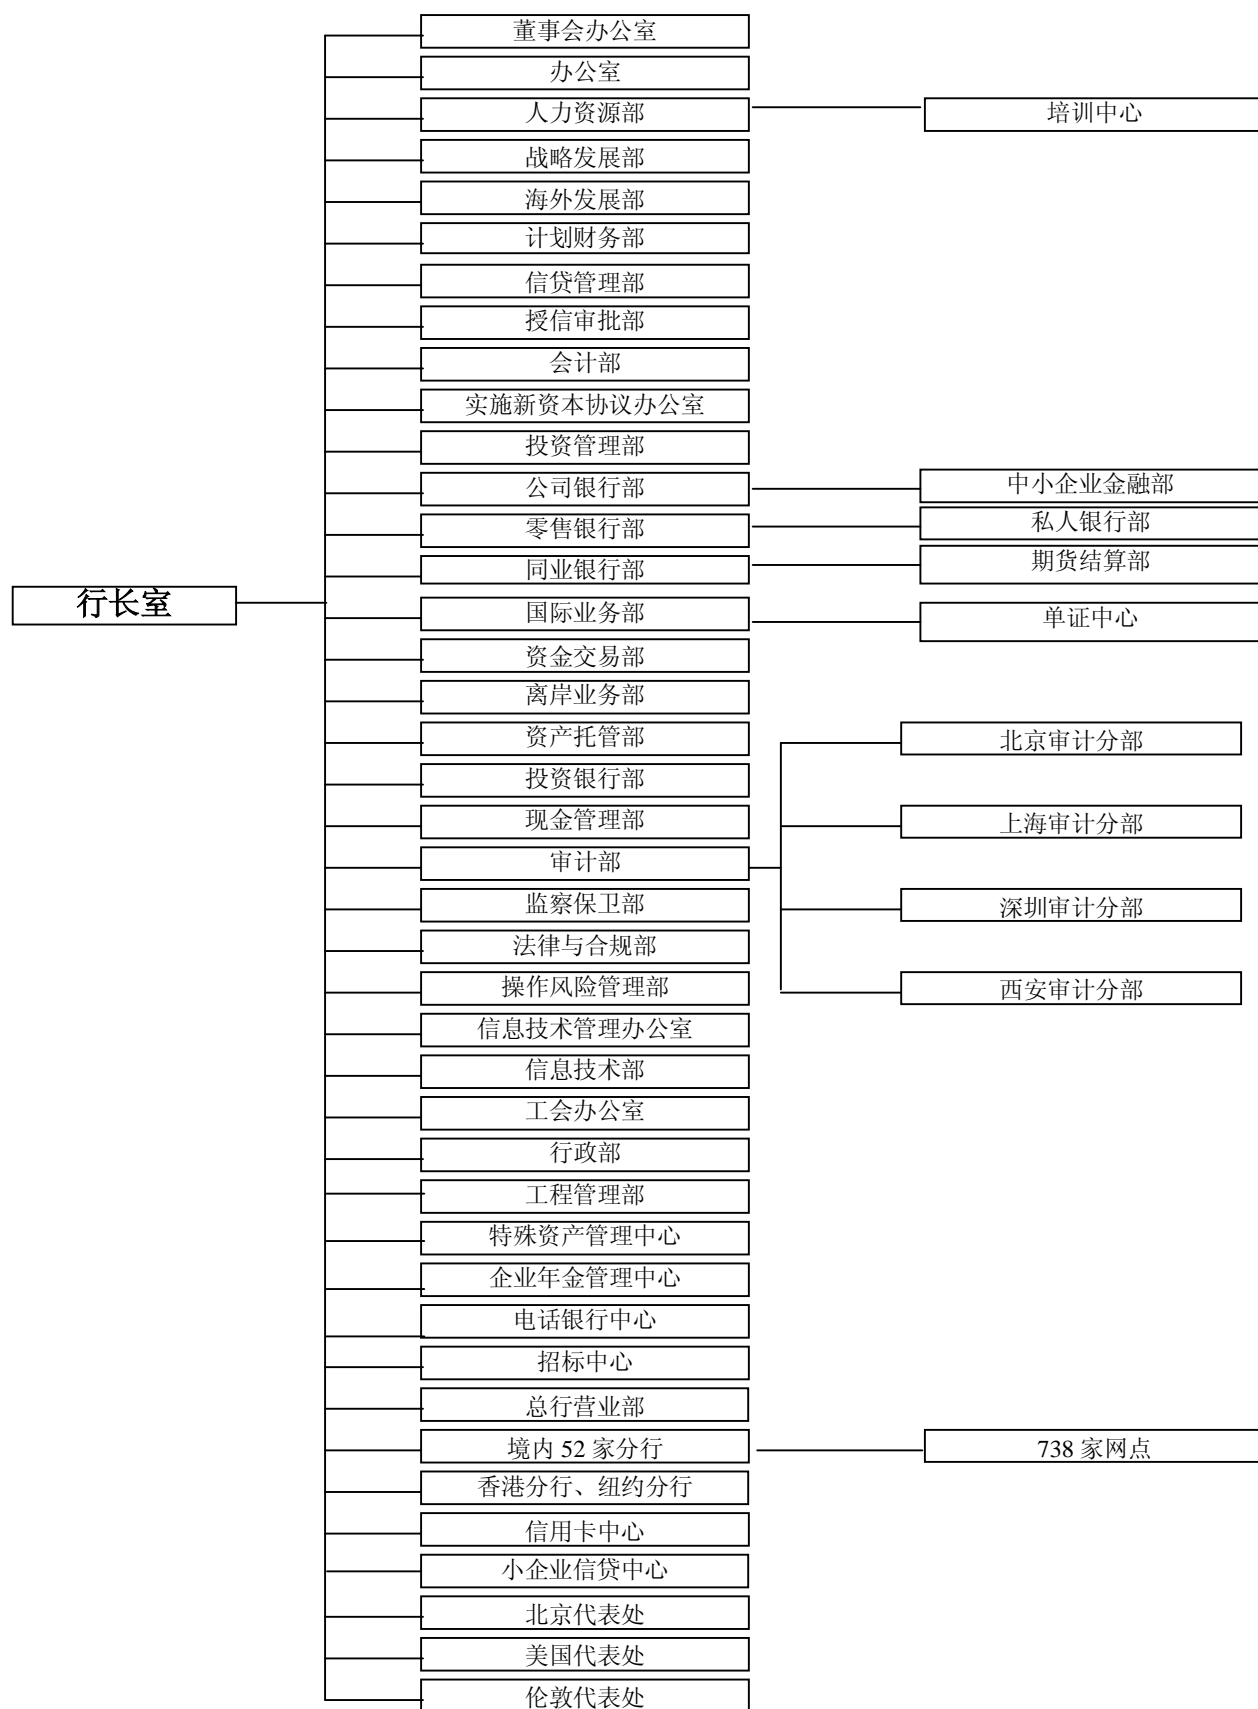 董事会办公室
办公室
人力资源部
培训中心
战略发展部
海外发展部
计划财务部
信贷管理部
授信审批部
会计部
实施新资本协议办公室
投资管理部
公司银行部
中小企业金融部
零售银行部
私人银行部
同业银行部
期货结算部
行长室
国际业务部
单证中心
资金交易部
离岸业务部
资产托管部
北京审计分部
投资银行部
现金管理部
上海审计分部
审计部
监察保卫部
深圳审计分部
法律与合规部
操作风险管理部
西安审计分部
信息技术管理办公室
信息技术部
工会办公室
行政部
工程管理部
特殊资产管理中心
企业年金管理中心
电话银行中心
招标中心
总行营业部
境内 52 家分行
738 家网点
香港分行、纽约分行
信用卡中心
小企业信贷中心
北京代表处
美国代表处
伦敦代表处